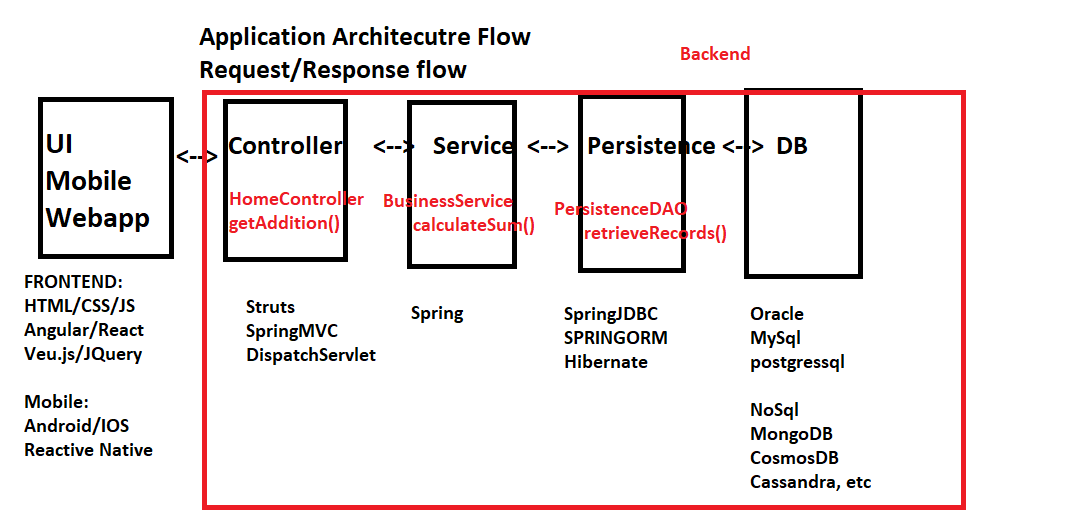 Application Architecutre Flow
Request/Response flow
Backend
UI
Mobile
Webapp
<-->
Controller
<-->
Service
<-->
Persistence
<-->
DB
HomeController
getAddition()
BusinessService
calculateSum()
PersistenceDAO
retrieveRecords()
FRONTEND:
HTML/CSS/JS
Angular/React
Veu.js/JQuery
Mobile:
Android/IOS
Reactive Native
Struts
SpringMVC
DispatchServlet
Spring
SpringJDBC
SPRINGORM
Hibernate
Oracle
MySql
postgressql
NoSql
MongoDB
CosmosDB
Cassandra, etc